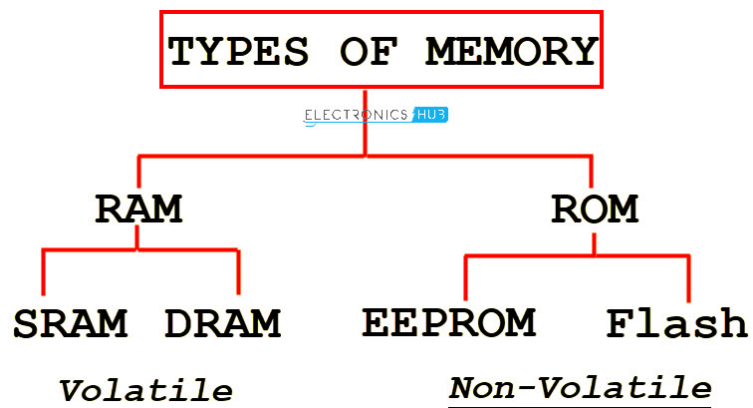 TYPES OF MEMORY
ELECTRONICS HUB
RAM ROM
SRAM DRAM EEPROM Flash
Volatile Non-Volatile